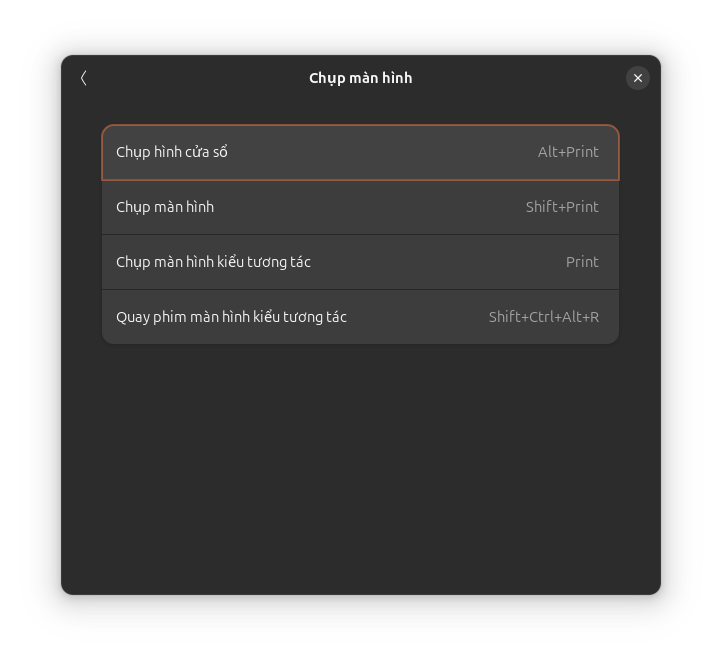 Chụp màn hình
Chụp hình cửa sổ Alt+Print
Chụp màn hình Shift+Print
Chụp màn hình kiểu tương tác Print
Quay phim màn hình kiểu tương tác Shift+Ctrl+Alt+R